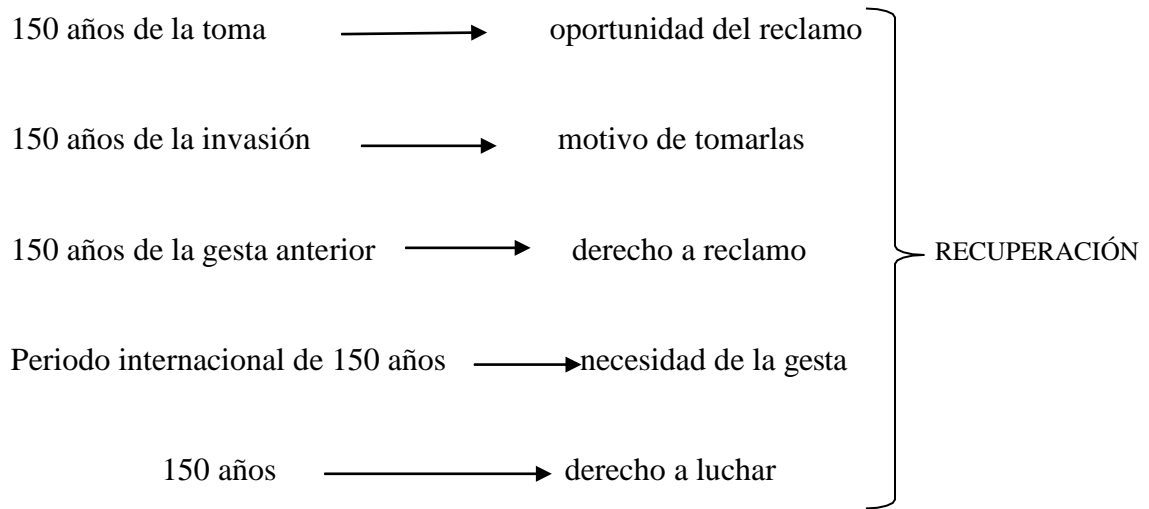 150 años de la toma oportunidad del reclamo
150 años de la invasión motivo de tomarlas
150 años de la gesta anterior derecho a reclamo
RECUPERACIÓN
Periodo internacional de 150 años necesidad de la gesta
150 años derecho a luchar